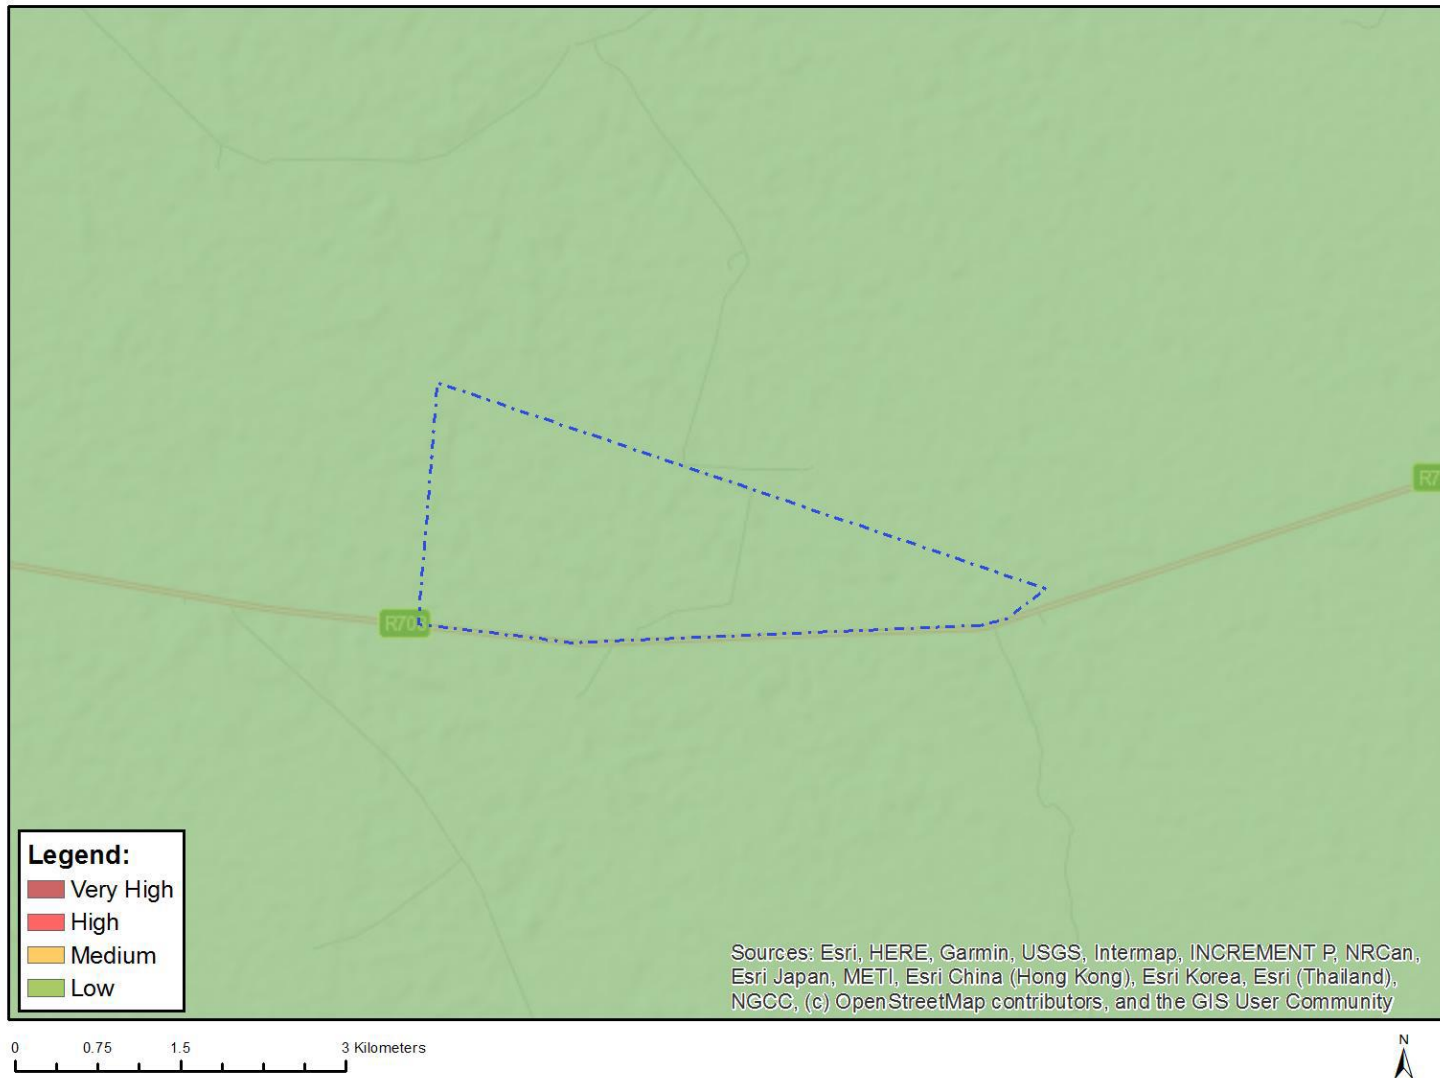 R7
Legend:
Very High
High
Medium
Low
Sources: Esri, HERE, Garmin, USGS, Intermap, INCREMENT P, NRCan,
Esri Japan, METI, Esri China (Hong Kong), Esri Korea, Esri (Thailand),
NGCC, (c) OpenStreetMap contributors, and the GIS User Community
0 0.75 1.5 3 Kilometers
N